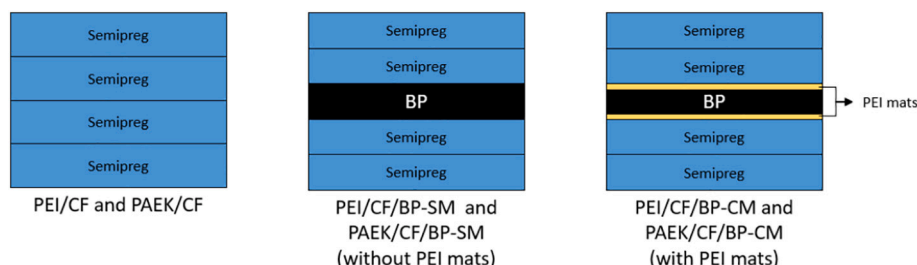 Semipreg
Semipreg
Semipreg
Semipreg
PEI/CF and PAEK/CF
Semipreg
Semipreg
BP
Semipreg
Semipreg
PEI/CF/BP-SM and
PAEK/CF/BP-SM
(without PEI mats)
Semipreg
Semipreg
BP
PEI mats
Semipreg
Semipreg
PEI/CF/BP-CM and
PAEK/CF/BP-CM
(with PEI mats)